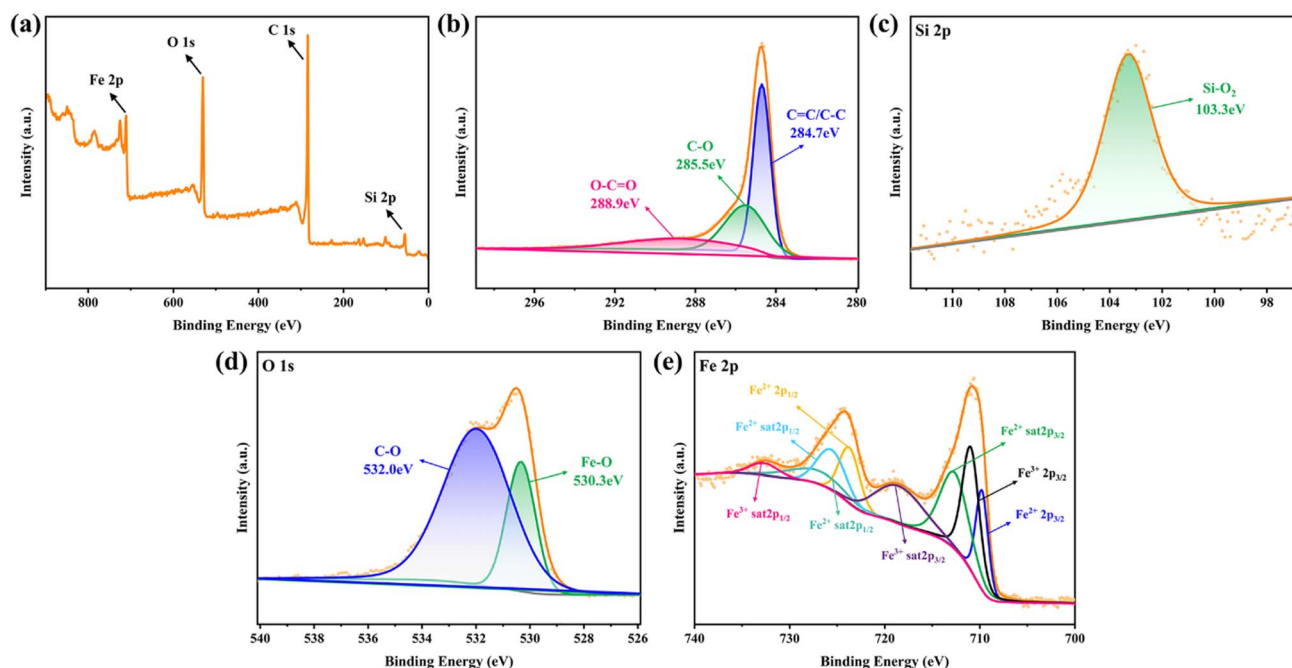 (a)
Fe 2p
O 1s
C 1s
Si 2p
Intensity (a.u.)
800
600
400
200
0
Binding Energy (eV)
(b)
O-C=O
288.9eV
C-O
285.5eV
C=C/C-C
284.7eV
Intensity (a.u.)
296
292
288
284
280
Binding Energy (eV)
(c)
Si 2p
Si-O₂
103.3eV
Intensity (a.u.)
110
108
106
104
102
100
98
Binding Energy (eV)
(d)
O 1s
C-O
532.0eV
Fe-O
530.3eV
Intensity (a.u.)
540
538
536
534
532
530
528
526
Binding Energy (eV)
(e)
Fe 2p
Fe²⁺ 2p₁/₂
Fe²⁺ sat2p₁/₂
Fe³⁺ sat2p₁/₂
Fe²⁺ sat2p₁/₂
Fe³⁺ sat2p₃/₂
Fe²⁺ sat2p₃/₂
Fe³⁺ 2p₃/₂
Fe²⁺ 2p₃/₂
Intensity (a.u.)
740
730
720
710
700
Binding Energy (eV)